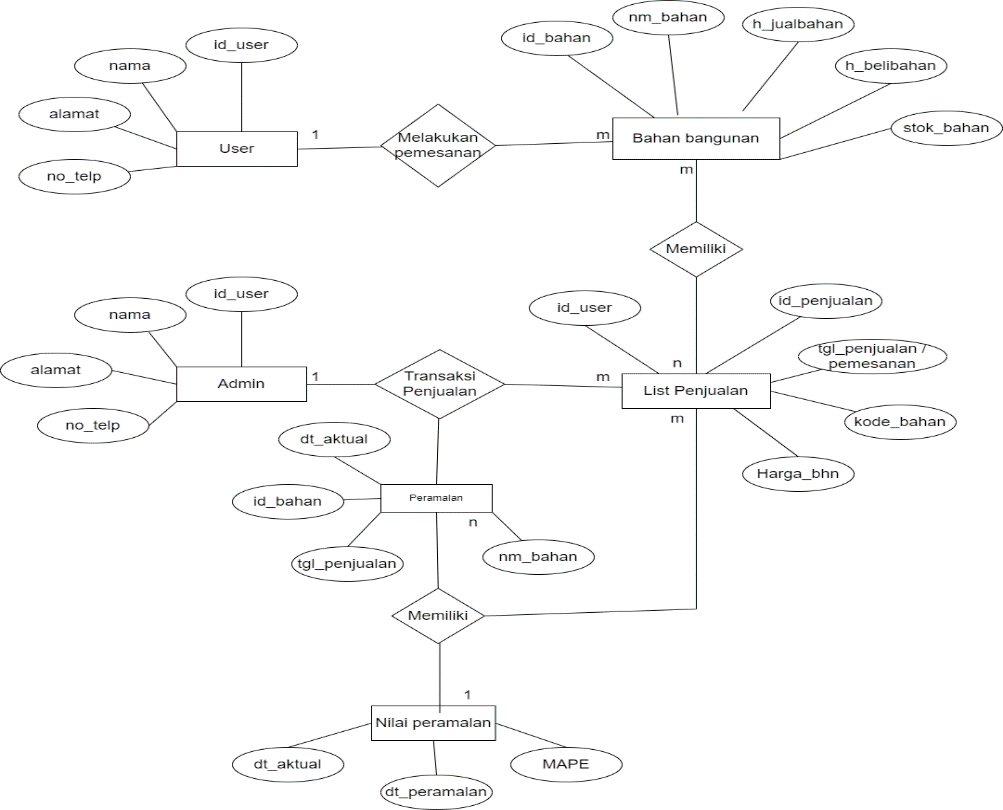 nm_bahan
h_jualbahan
id_bahan
id_user
nama
h_belibahan
alamat
stok_bahan
1
m
User
Melakukan
pemesanan
Bahan bangunan
no_telp
m
Memiliki
id_user
id_penjualan
id_user
nama
tgl_penjualan /
pemesanan
n
alamat
1
Transaksi
Penjualan
m
Admin
List Penjualan
m
kode_bahan
no_telp
dt_aktual
Harga_bhn
Peramalan
id_bahan
n
nm_bahan
tgl_penjualan
Memiliki
1
Nilai peramalan
dt_aktual
MAPE
dt_peramalan